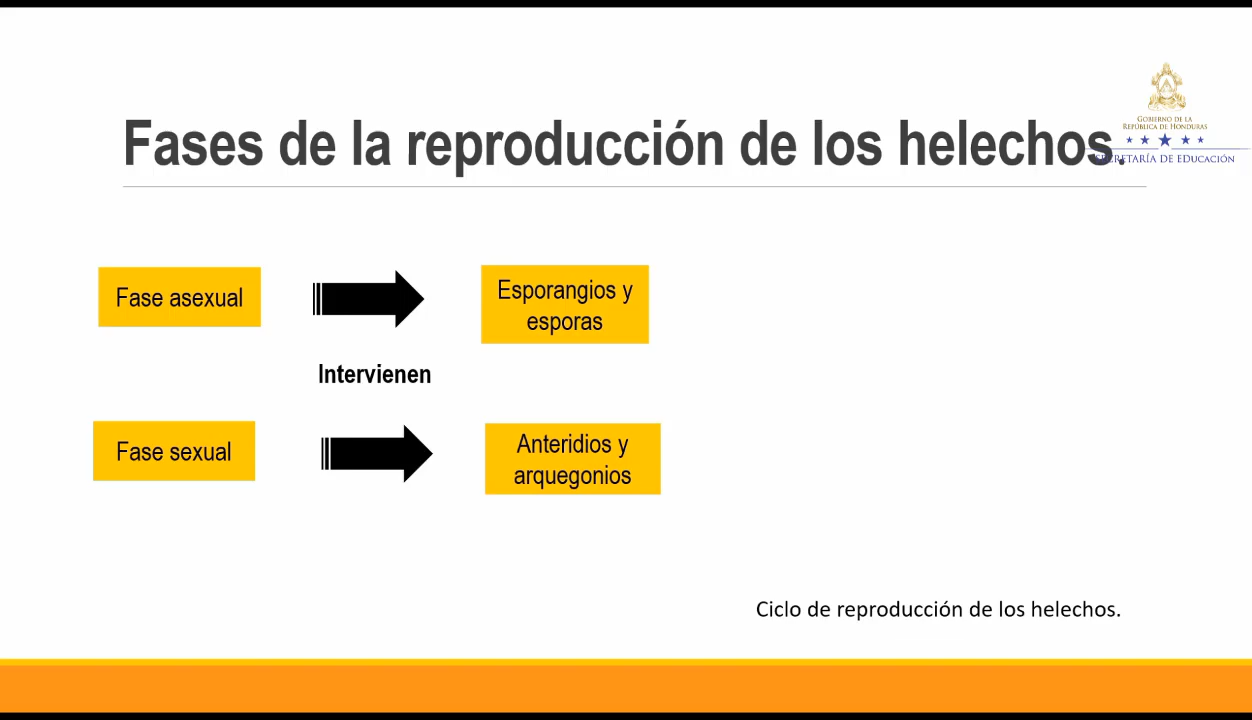 Fases de la reproducción de los helechos.
GOBIERNO DE LA
REPÚBLICA DE HONDURAS
SECRETARÍA DE EDUCACIÓN
Fase asexual
Esporangios y
esporas
Intervienen
Fase sexual
Anteridios y
arquegonios
Ciclo de reproducción de los helechos.